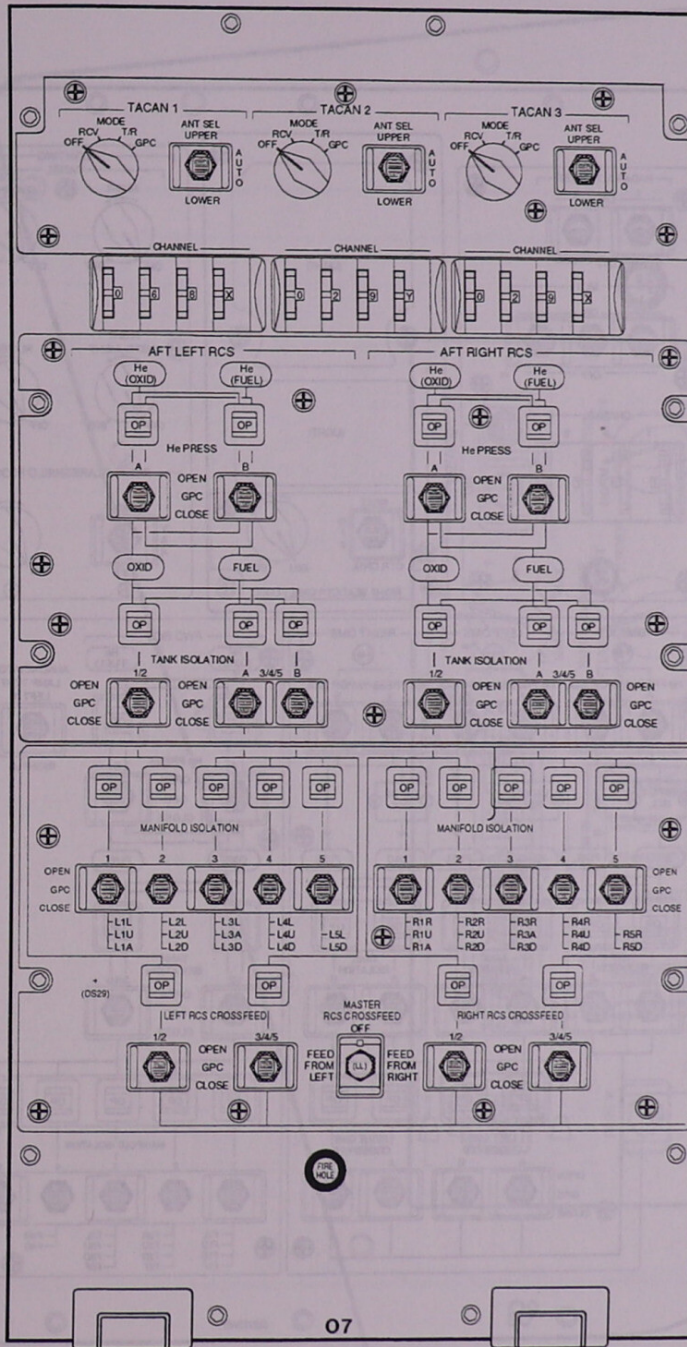 TACAN 1 TACAN 2 TACAN 3
MODE ANT SEL MODE ANT SEL MODE ANT SEL
OFF RCV T/R GPC UPPER OFF RCV T/R GPC UPPER OFF RCV T/R GPC UPPER
AUTO AUTO AUTO
LOWER LOWER LOWER
CHANNEL CHANNEL CHANNEL
0 6 8 X 0 2 9 Y 0 2 9 X
AFT LEFT RCS AFT RIGHT RCS
He (OXID) He (FUEL) He (OXID) He (FUEL)
OP OP OP OP
He PRESS He PRESS
A B A B
OPEN OPEN
GPC GPC
CLOSE CLOSE
OXID FUEL OXID FUEL
OP OP OP OP OP OP
TANK ISOLATION TANK ISOLATION
1/2 A 3/4/5 B 1/2 A 3/4/5 B
OPEN OPEN OPEN OPEN
GPC GPC GPC GPC
CLOSE CLOSE CLOSE CLOSE
OP OP OP OP OP OP OP OP OP OP
MANIFOLD ISOLATION MANIFOLD ISOLATION
1 2 3 4 5 1 2 3 4 5
OPEN OPEN
GPC GPC
CLOSE CLOSE
L1L L2L L3L L4L R1R R2R R3R R4R
L1U L2U L3A L4U L5L R1U R2U R3A R4U R5R
L1A L2D L3D L4D L5D R1A R2D R3D R4D R5D
OP OP OP OP
* (DS29)
LEFT RCS CROSSFEED MASTER RCS CROSSFEED RIGHT RCS CROSSFEED
OFF
1/2 3/4/5 1/2 3/4/5
OPEN FEED FROM LEFT (LL) FEED FROM RIGHT OPEN
GPC GPC
CLOSE CLOSE
FIRE HOLE
O7